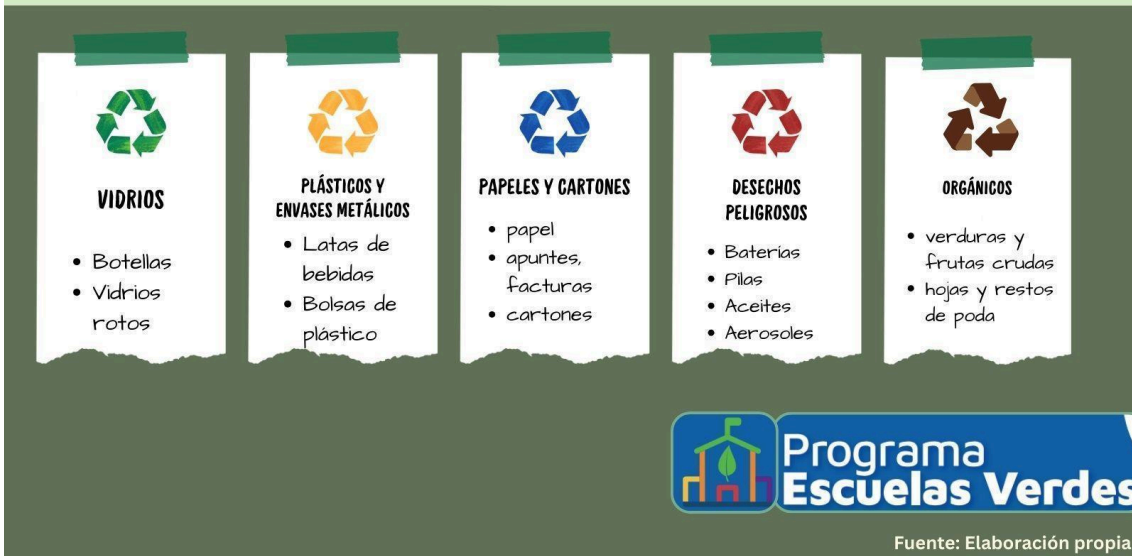 VIDRIOS
• Botellas
• Vidrios
rotos
PLÁSTICOS Y
ENVASES METÁLICOS
• Latas de
bebidas
• Bolsas de
plástico
PAPELES Y CARTONES
• papel
• apuntes,
facturas
• cartones
DESECHOS
PELIGROSOS
• Baterías
• Pilas
• Aceites
• Aerosoles
ORGÁNICOS
• verduras y
frutas crudas
• hojas y restos
de poda
Programa
Escuelas Verdes
Fuente: Elaboración propia